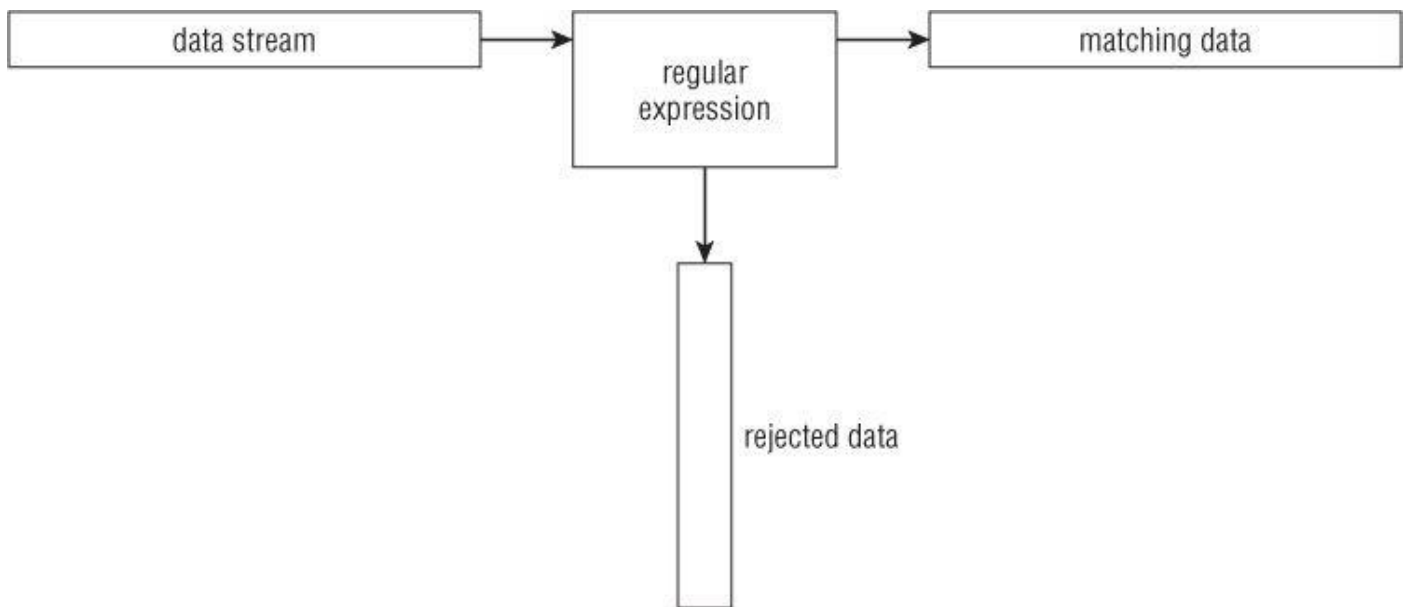 data stream
regular
expression
matching data
rejected data